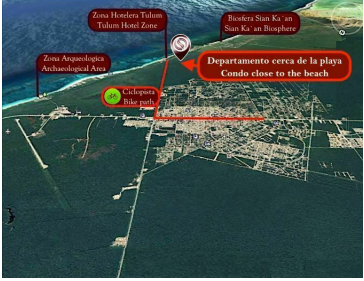 Zona Hotelera Tulum
Tulum Hotel Zone
Biosfera Sian Ka´an
Sian Ka´an Biosphere
Zona Arqueologica
Archaeological Area
Departamento cerca de la playa
Condo close to the beach
Ciclopista
Bike path